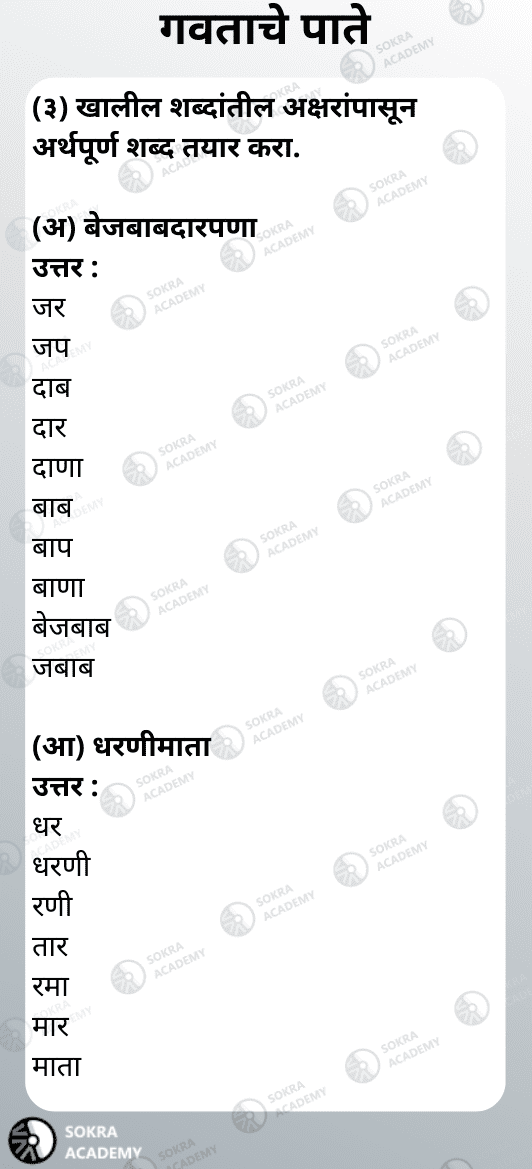 गवताचे पाते
(३) खालील शब्दांतील अक्षरांपासून
अर्थपूर्ण शब्द तयार करा.
(अ) बेजबाबदारपणा
उत्तर :
जर
जप
दाब
दार
दाणा
बाब
बाप
बाणा
बेजबाब
जबाब
(आ) धरणीमाता
उत्तर :
धर
धरणी
रणी
तार
रमा
मार
माता
SOKRA
ACADEMY